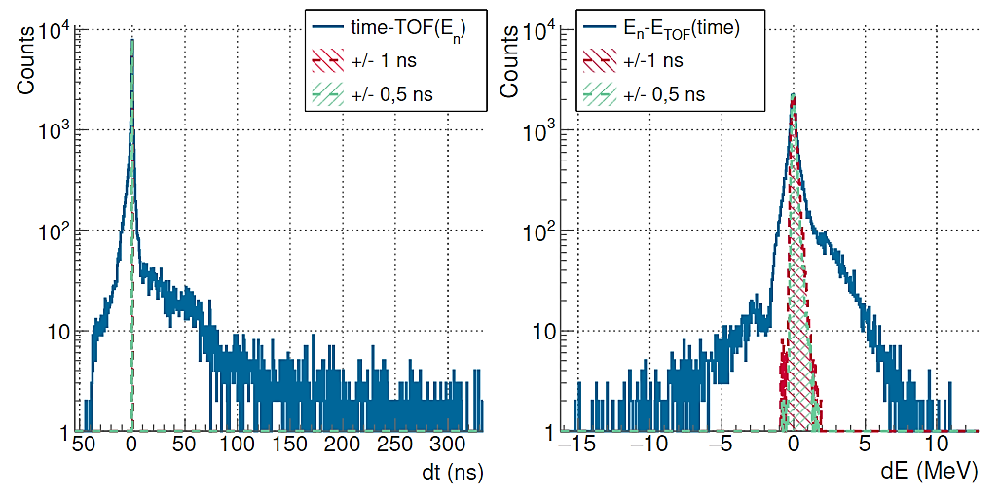 Counts
10⁴
10³
10²
10
1
−50 0 50 100 150 200 250 300
dt (ns)
time-TOF(Eₙ)
+/- 1 ns
+/- 0,5 ns
Counts
10⁴
10³
10²
10
1
−15 −10 −5 0 5 10
dE (MeV)
Eₙ-E_TOF(time)
+/-1 ns
+/- 0,5 ns